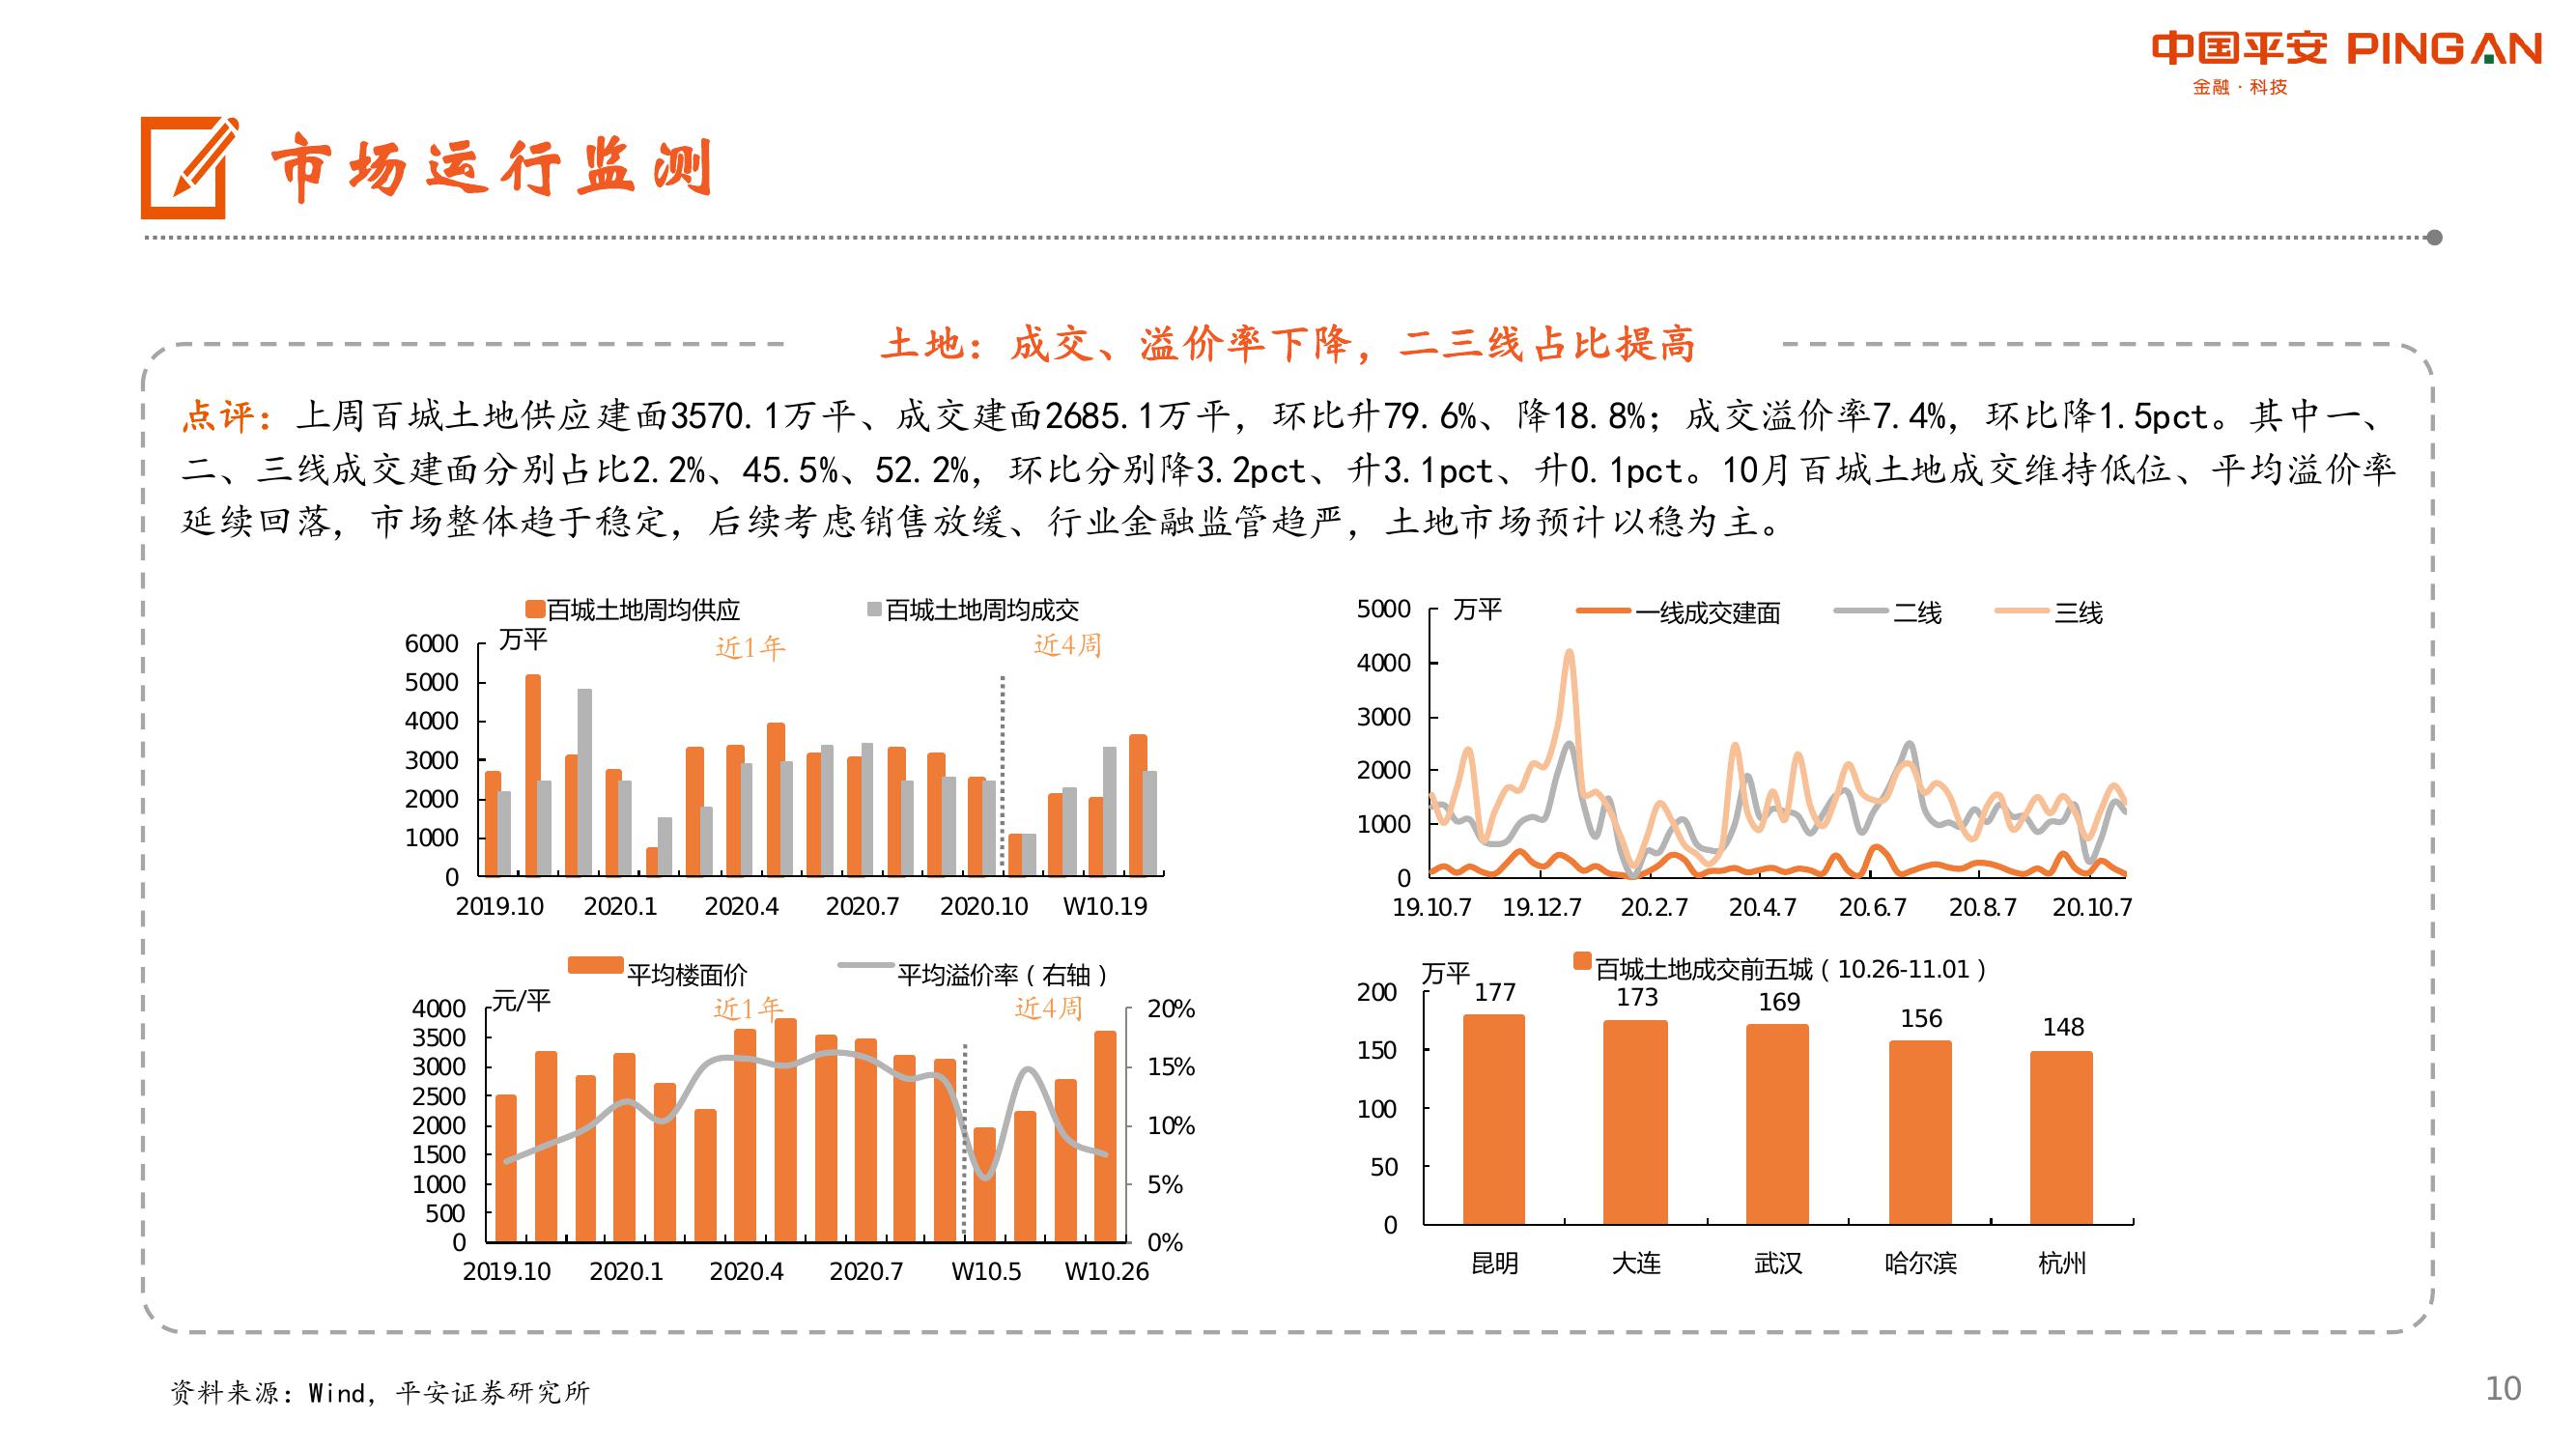 中国平安 PINGAN
金融·科技
市场运行监测
土地：成交、溢价率下降，二三线占比提高
点评：上周百城土地供应建面3570.1万平、成交建面2685.1万平，环比升79.6%、降18.8%；成交溢价率7.4%，环比降1.5pct。其中一、
二、三线成交建面分别占比2.2%、45.5%、52.2%，环比分别降3.2pct、升3.1pct、升0.1pct。10月百城土地成交维持低位、平均溢价率
延续回落，市场整体趋于稳定，后续考虑销售放缓、行业金融监管趋严，土地市场预计以稳为主。
百城土地周均供应 百城土地周均成交
万平 近1年 近4周
6000
5000
4000
3000
2000
1000
0
2019.10 2020.1 2020.4 2020.7 2020.10 W10.19
万平 一线成交建面 二线 三线
5000
4000
3000
2000
1000
0
19.10.7 19.12.7 20.2.7 20.4.7 20.6.7 20.8.7 20.10.7
平均楼面价 平均溢价率（右轴）
元/平 近1年 近4周
4000
3500
3000
2500
2000
1500
1000
500
0
20%
15%
10%
5%
0%
2019.10 2020.1 2020.4 2020.7 W10.5 W10.26
万平 百城土地成交前五城（10.26-11.01）
200
150
100
50
0
177 173 169 156 148
昆明 大连 武汉 哈尔滨 杭州
资料来源：Wind，平安证券研究所
10